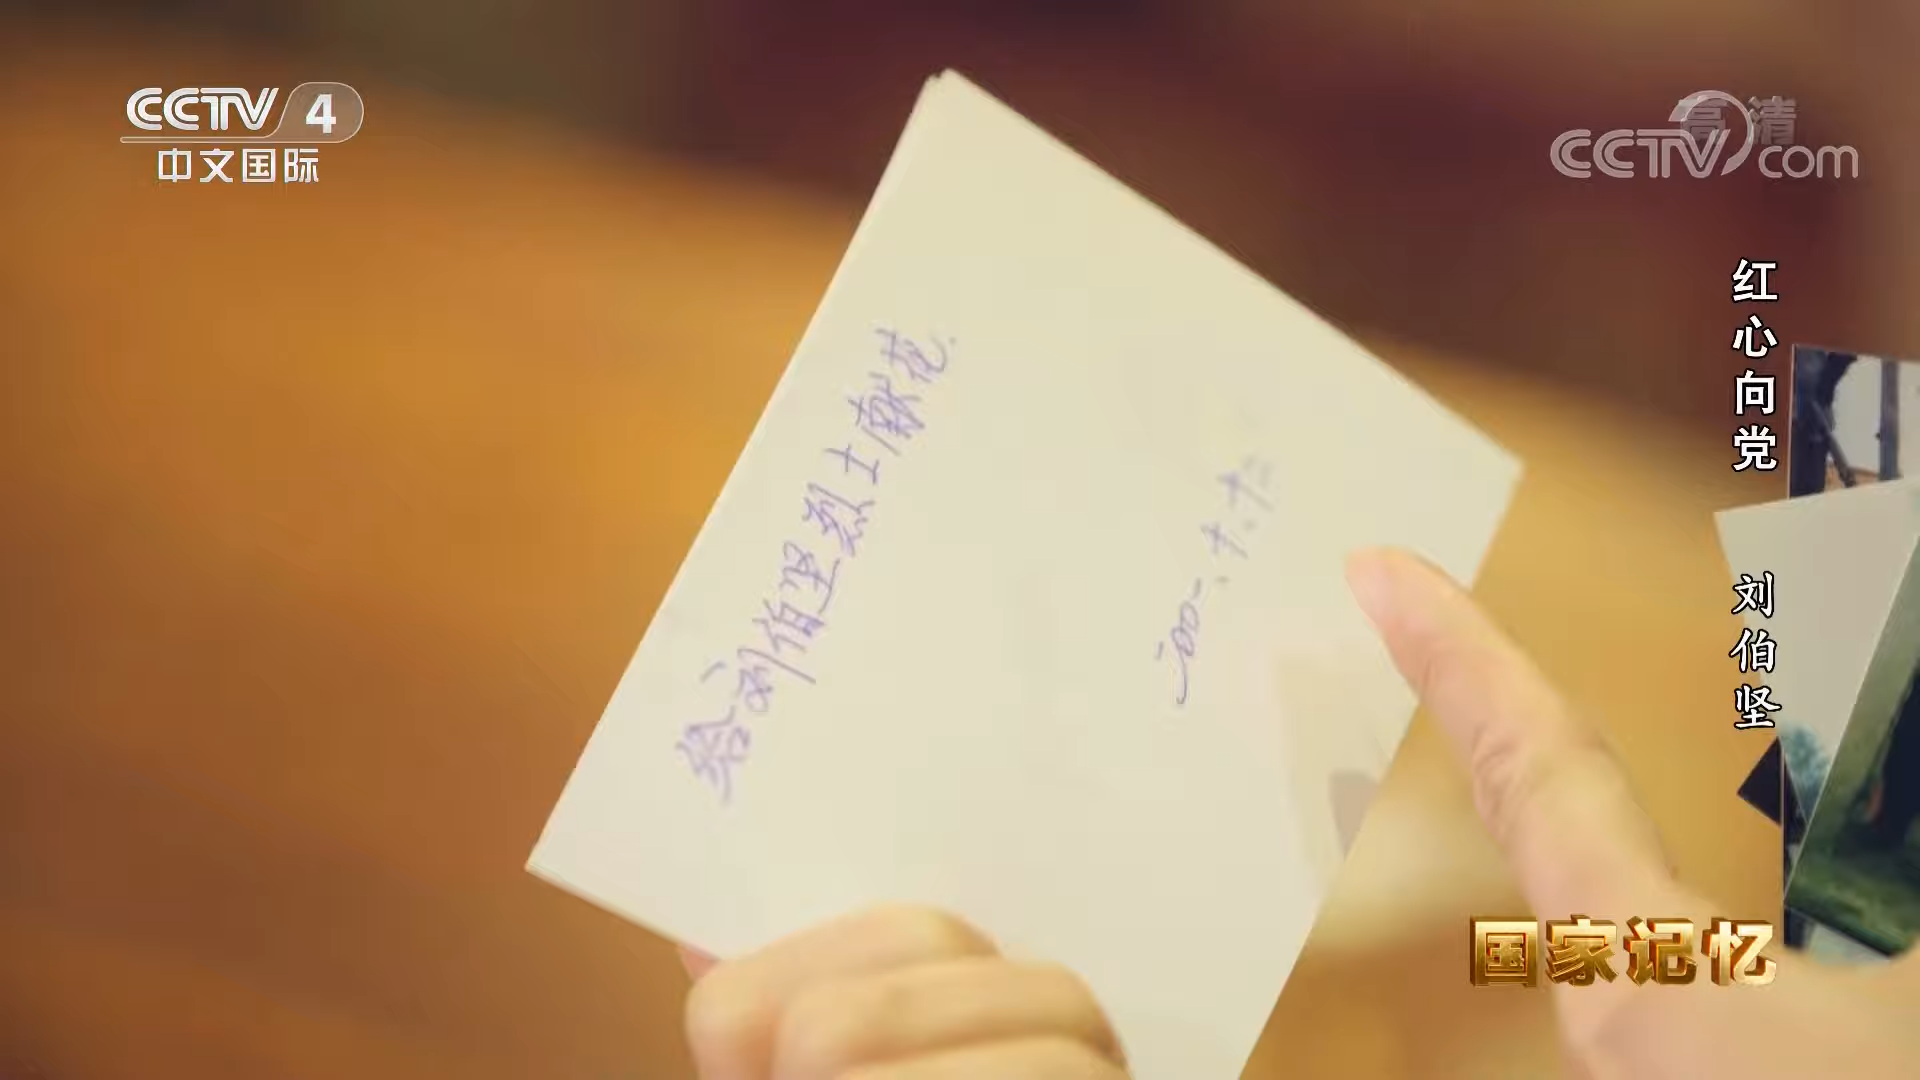 CCTV 4
中文国际
高清
CCTV.com
红心向党 刘伯坚
给刘伯坚烈士献花.
国家记忆